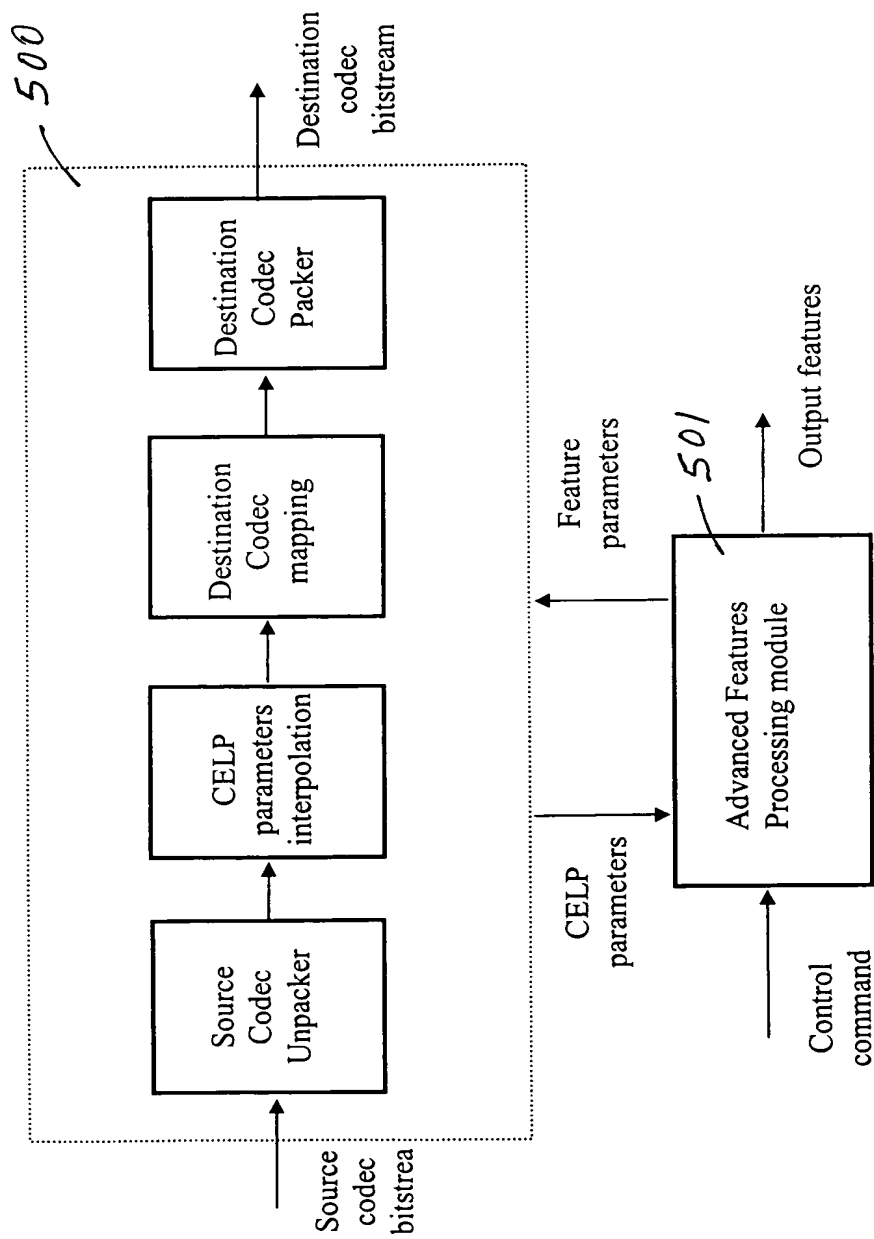 500
Source
codec
bitstrea
Source
Codec
Unpacker
CELP
parameters
interpolation
Destination
Codec
mapping
Destination
Codec
Packer
Destination
codec
bitstream
CELP
parameters
Feature
parameters
501
Control
command
Advanced Features
Processing module
Output features